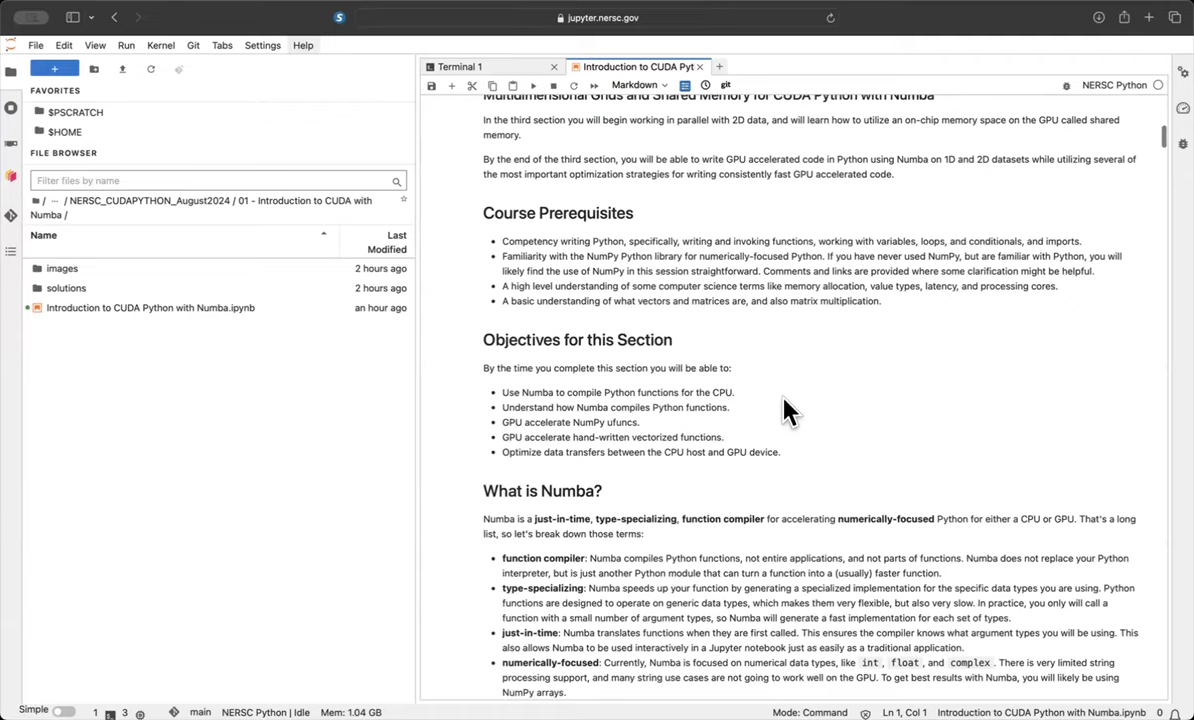 S
jupyter.nersc.gov
File Edit View Run Kernel Git Tabs Settings Help
+
FAVORITES
$PSCRATCH
$HOME
FILE BROWSER
Filter files by name
/ ··· / NERSC_CUDAPYTHON_August2024 / 01 - Introduction to CUDA with
Numba /
Name Last
Modified
images 2 hours ago
solutions 2 hours ago
Introduction to CUDA Python with Numba.ipynb an hour ago
Terminal 1 × Introduction to CUDA Pyt × +
Markdown git NERSC Python
Multidimensional Grids and Shared Memory for CUDA Python with Numba
In the third section you will begin working in parallel with 2D data, and will learn how to utilize an on-chip memory space on the GPU called shared
memory.
By the end of the third section, you will be able to write GPU accelerated code in Python using Numba on 1D and 2D datasets while utilizing several of
the most important optimization strategies for writing consistently fast GPU accelerated code.
Course Prerequisites
• Competency writing Python, specifically, writing and invoking functions, working with variables, loops, and conditionals, and imports.
• Familiarity with the NumPy Python library for numerically-focused Python. If you have never used NumPy, but are familiar with Python, you will
likely find the use of NumPy in this session straightforward. Comments and links are provided where some clarification might be helpful.
• A high level understanding of some computer science terms like memory allocation, value types, latency, and processing cores.
• A basic understanding of what vectors and matrices are, and also matrix multiplication.
Objectives for this Section
By the time you complete this section you will be able to:
• Use Numba to compile Python functions for the CPU.
• Understand how Numba compiles Python functions.
• GPU accelerate NumPy ufuncs.
• GPU accelerate hand-written vectorized functions.
• Optimize data transfers between the CPU host and GPU device.
What is Numba?
Numba is a just-in-time, type-specializing, function compiler for accelerating numerically-focused Python for either a CPU or GPU. That's a long
list, so let's break down those terms:
• function compiler: Numba compiles Python functions, not entire applications, and not parts of functions. Numba does not replace your Python
interpreter, but is just another Python module that can turn a function into a (usually) faster function.
• type-specializing: Numba speeds up your function by generating a specialized implementation for the specific data types you are using. Python
functions are designed to operate on generic data types, which makes them very flexible, but also very slow. In practice, you only will call a
function with a small number of argument types, so Numba will generate a fast implementation for each set of types.
• just-in-time: Numba translates functions when they are first called. This ensures the compiler knows what argument types you will be using. This
also allows Numba to be used interactively in a Jupyter notebook just as easily as a traditional application.
• numerically-focused: Currently, Numba is focused on numerical data types, like int, float, and complex. There is very limited string
processing support, and many string use cases are not going to work well on the GPU. To get best results with Numba, you will likely be using
NumPy arrays.
Simple 1 3 main NERSC Python | Idle Mem: 1.04 GB Mode: Command Ln 1, Col 1 Introduction to CUDA Python with Numba.ipynb 0